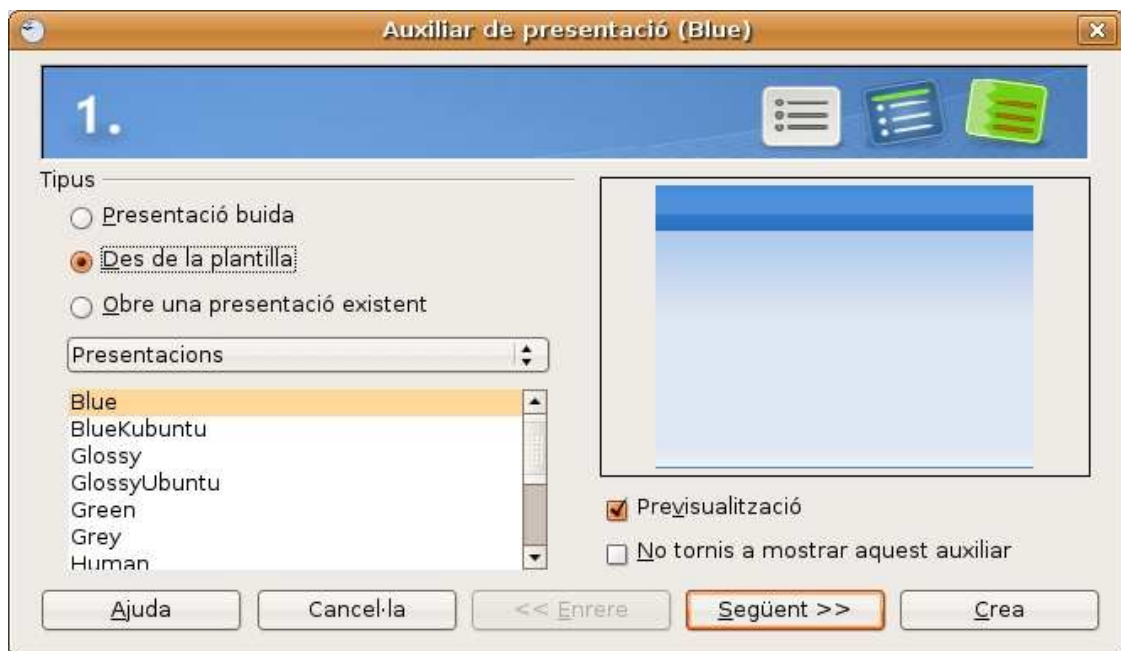 Auxiliar de presentació (Blue)
1.
Tipus
Presentació buida
Des de la plantilla
Obre una presentació existent
Presentacions
Blue
BlueKubuntu
Glossy
GlossyUbuntu
Green
Grey
Human
Previsualització
No tornis a mostrar aquest auxiliar
Ajuda
Cancel·la
<< Enrere
Següent >>
Crea